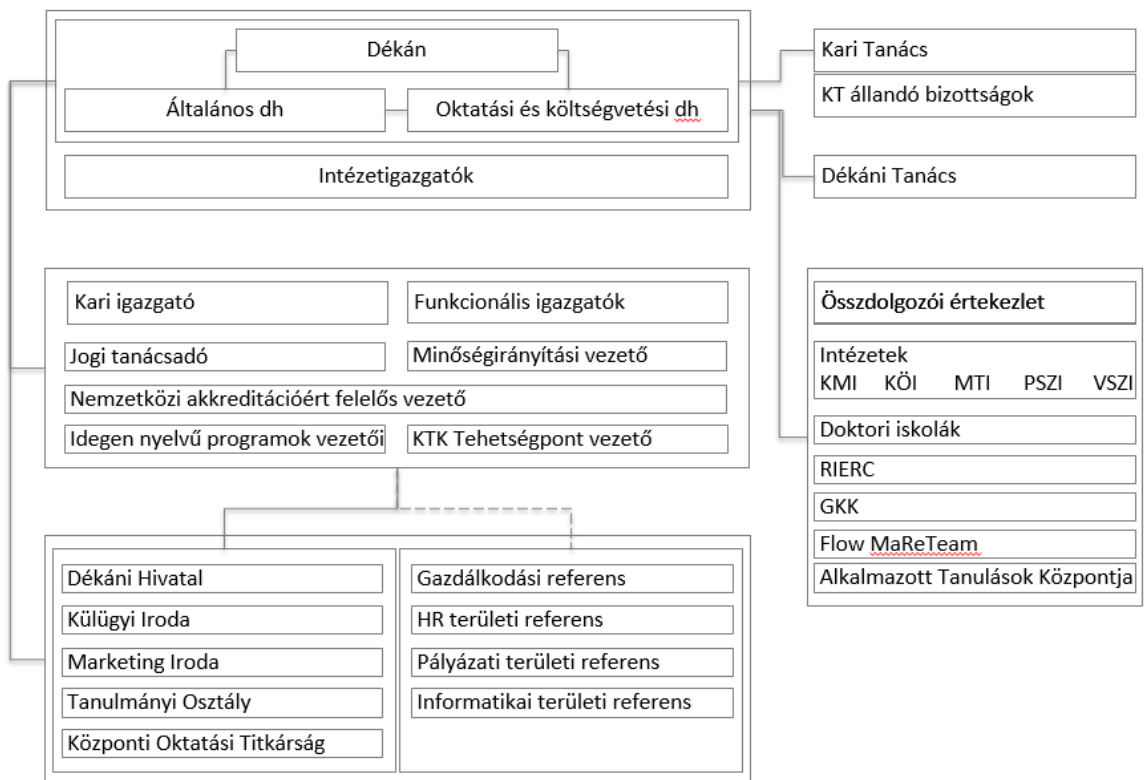 Dékán
Általános dh
Oktatási és költségvetési dh
Intézetigazgatók
Kari Tanács
KT állandó bizottságok
Dékáni Tanács
Kari igazgató
Funkcionális igazgatók
Jogi tanácsadó
Minőségirányítási vezető
Nemzetközi akkreditációért felelős vezető
Idegen nyelvű programok vezetői
KTK Tehetségpont vezető
Összdolgozói értekezlet
Intézetek
KMI KÖI MTI PSZI VSZI
Doktori iskolák
RIERC
GKK
Flow MaReTeam
Alkalmazott Tanulások Központja
Dékáni Hivatal
Külügyi Iroda
Marketing Iroda
Tanulmányi Osztály
Központi Oktatási Titkárság
Gazdálkodási referens
HR területi referens
Pályázati területi referens
Informatikai területi referens